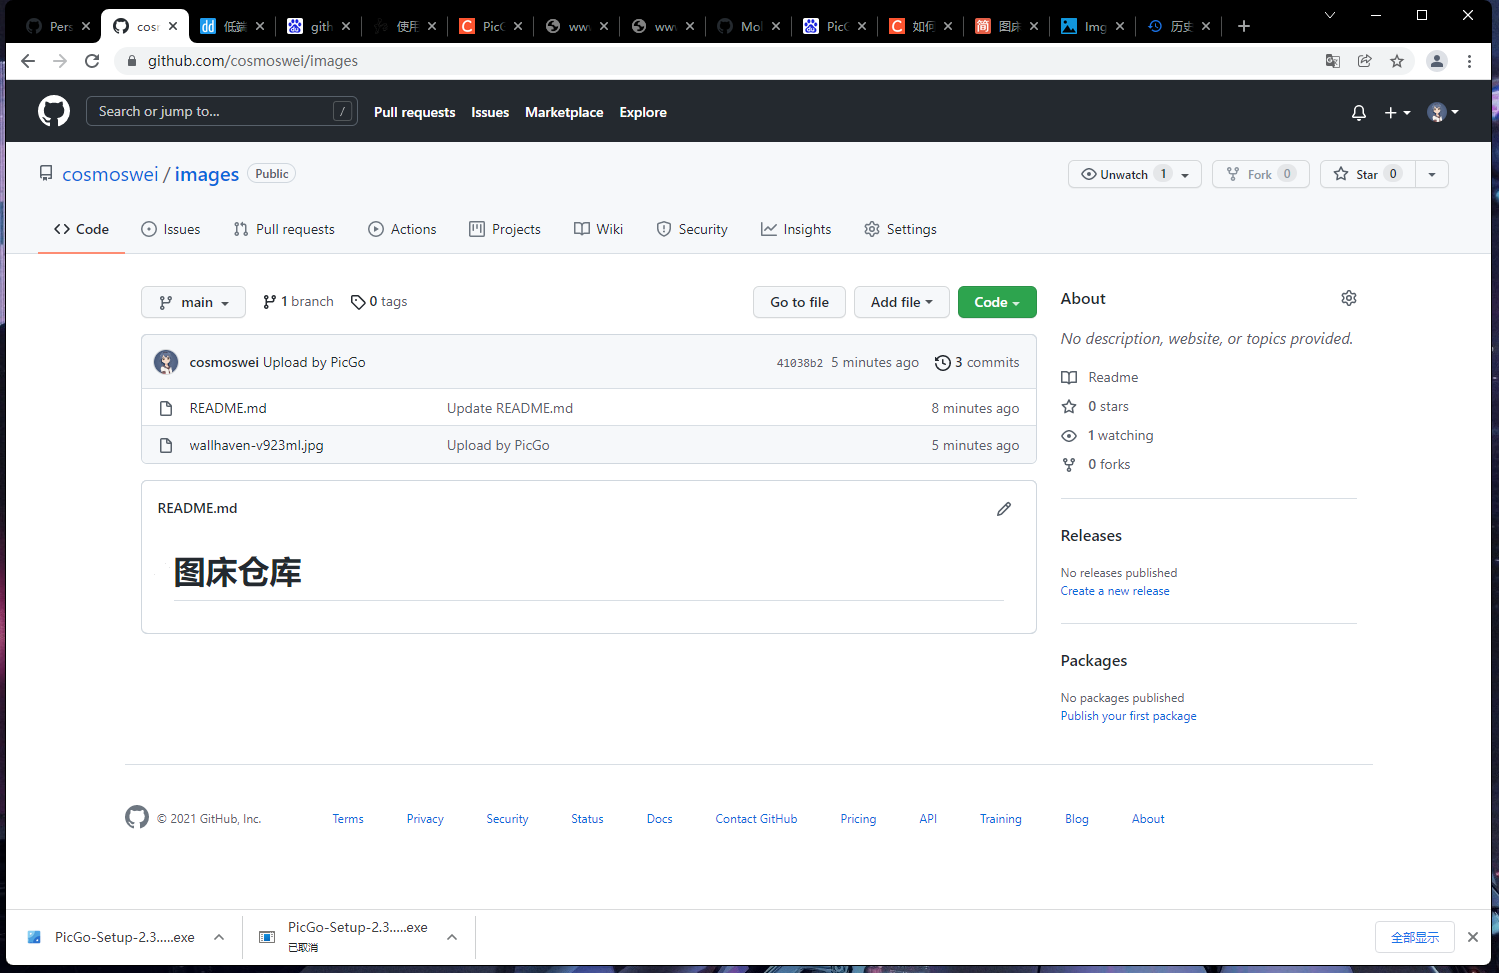 Pers
cos
低
gith
使用
PicG
ww
ww
Mol
PicG
如何
图床
Img
历史
github.com/cosmoswei/images
Search or jump to...
/
Pull requests
Issues
Marketplace
Explore
cosmoswei / images
Public
Unwatch 1
Fork 0
Star 0
<> Code
Issues
Pull requests
Actions
Projects
Wiki
Security
Insights
Settings
main
1 branch
0 tags
Go to file
Add file
Code
cosmoswei Upload by PicGo
41038b2 5 minutes ago
3 commits
README.md
Update README.md
8 minutes ago
wallhaven-v923ml.jpg
Upload by PicGo
5 minutes ago
README.md
图床仓库
About
No description, website, or topics provided.
Readme
0 stars
1 watching
0 forks
Releases
No releases published
Create a new release
Packages
No packages published
Publish your first package
© 2021 GitHub, Inc.
Terms
Privacy
Security
Status
Docs
Contact GitHub
Pricing
API
Training
Blog
About
PicGo-Setup-2.3.....exe
PicGo-Setup-2.3.....exe
已取消
全部显示